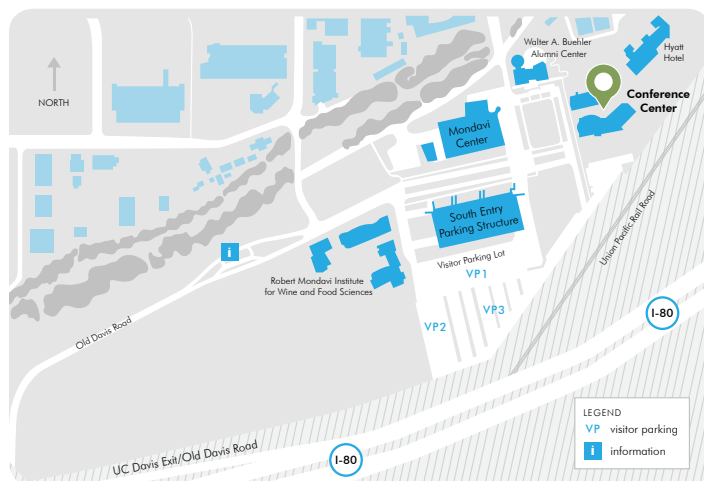 NORTH
Walter A. Buehler
Alumni Center
Hyatt
Hotel
Conference
Center
Mondavi
Center
South Entry
Parking Structure
Union Pacific Rail Road
i
Robert Mondavi Institute
for Wine and Food Sciences
Visitor Parking Lot
VP1
VP3
VP2
I-80
Old Davis Road
UC Davis Exit/Old Davis Road
I-80
LEGEND
VP visitor parking
i information